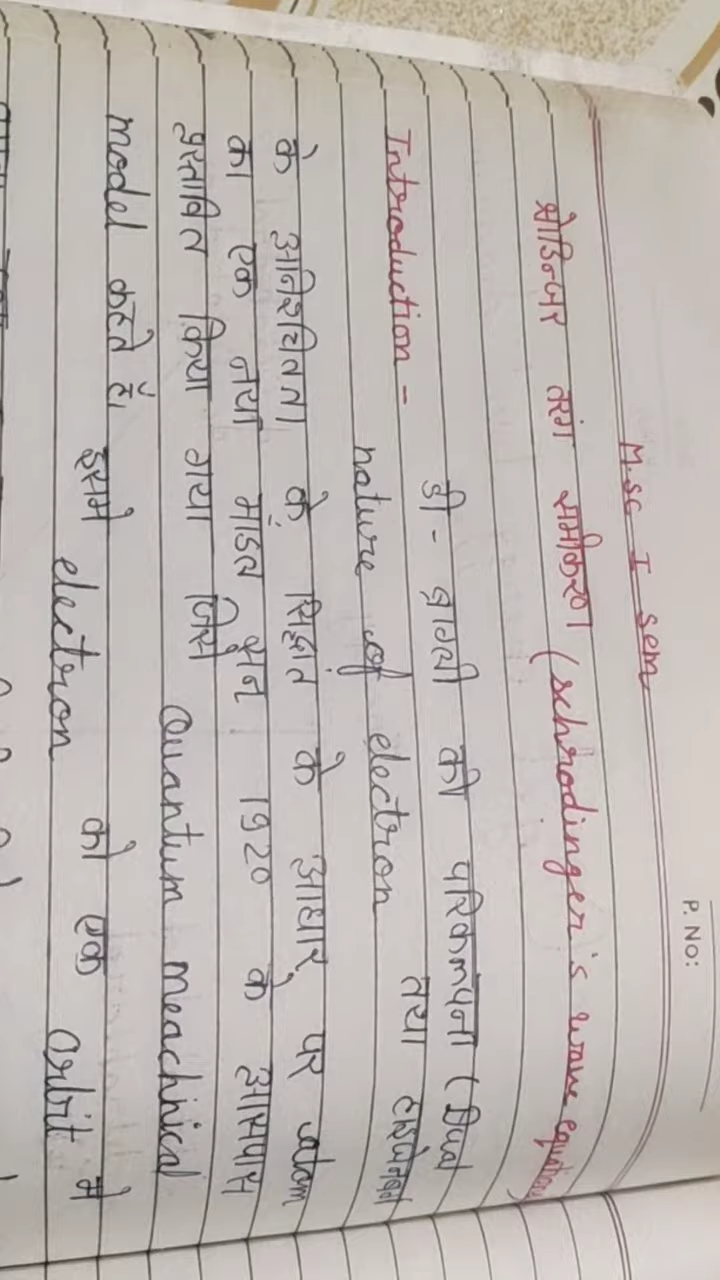 P. No:
M.sc I sem
श्रोडिन्जर तरंग समीकरण (schrodinger's wave equation)
Introduction -
डी - ब्राग्ली की परिकल्पना (Dual
nature of electron तथा हाइजेनबर्ग
के अनिश्चितता के सिद्धांत के आधार पर atom
का एक नया माडल सन 1920 के आसपास
प्रस्तावित किया गया जिसे Quantum meachnical
model कहते हैं। इसमे electron को एक orbit मे